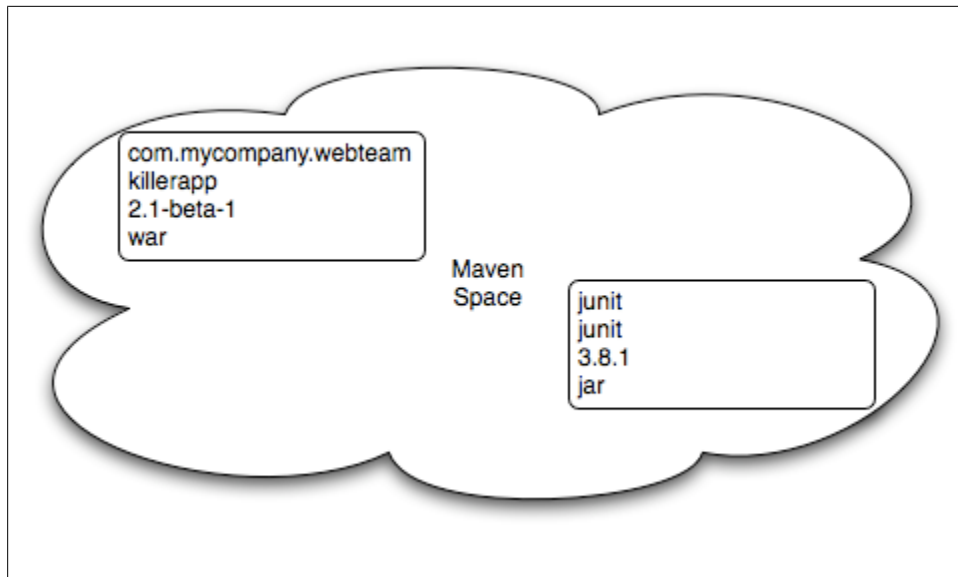 com.mycompany.webteam
killerapp
2.1-beta-1
war
Maven
Space
junit
junit
3.8.1
jar